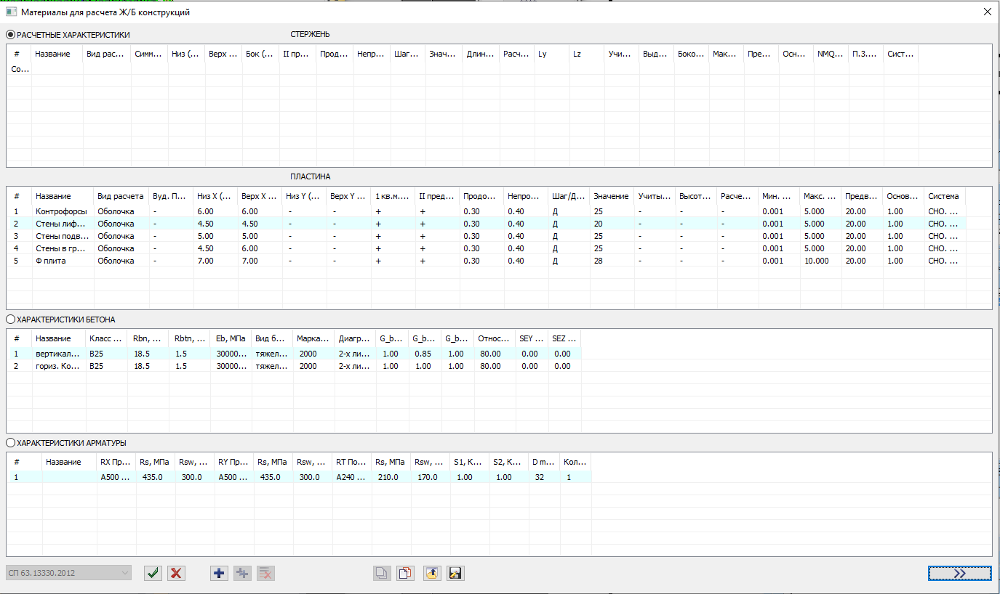 Материалы для расчета Ж/Б конструкций
РАСЧЕТНЫЕ ХАРАКТЕРИСТИКИ СТЕРЖЕНЬ
# Название Вид рас... Симм... Низ (... Верх ... Бок (... II пр... Прод... Непр... Шаг... Знач... Длин... Расч... Ly Lz Учи... Выд... Боко... Мак... Пре... Осн... NMQ... П.З.... Сист...
Со...
ПЛАСТИНА
# Название Вид расчета Вуд. П... Низ X (... Верх X ... Низ Y (... Верх Y ... 1 кв.м.... II пред... Продо... Непро... Шаг/Д... Значение Учиты... Высот... Расче... Мин. ... Макс. ... Предв... Основ... Система
1 Контрофорсы Оболочка - 6.00 6.00 - - + + 0.30 0.40 Д 25 - - - 0.001 5.000 20.00 1.00 СНО. ...
2 Стены лиф... Оболочка - 4.50 4.50 - - + + 0.30 0.40 Д 20 - - - 0.001 5.000 20.00 1.00 СНО. ...
3 Стены подв... Оболочка - 5.00 5.00 - - + + 0.30 0.40 Д 25 - - - 0.001 5.000 20.00 1.00 СНО. ...
4 Стены в гр... Оболочка - 4.50 6.00 - - + + 0.30 0.40 Д 25 - - - 0.001 5.000 20.00 1.00 СНО. ...
5 Ф плита Оболочка - 7.00 7.00 - - + + 0.30 0.40 Д 28 - - - 0.001 10.000 20.00 1.00 СНО. ...
ХАРАКТЕРИСТИКИ БЕТОНА
# Название Класс ... Rbn, ... Rbtn, ... Eb, МПа Вид б... Марка... Диагр... G_b... G_b... G_b... Относ... SEY ... SEZ ...
1 вертикал... B25 18.5 1.5 30000... тяжел... 2000 2-х ли... 1.00 0.85 1.00 80.00 0.00 0.00
2 гориз. Ко... B25 18.5 1.5 30000... тяжел... 2000 2-х ли... 1.00 1.00 1.00 80.00 0.00 0.00
ХАРАКТЕРИСТИКИ АРМАТУРЫ
# Название RX Пр... Rs, МПа Rsw, ... RY Пр... Rs, МПа Rsw, ... RT По... Rs, МПа Rsw, ... S1, К... S2, К... D m... Кол...
1 A500 ... 435.0 300.0 A500 ... 435.0 300.0 A240 ... 210.0 170.0 1.00 1.00 32 1
СП 63.13330.2012 >>